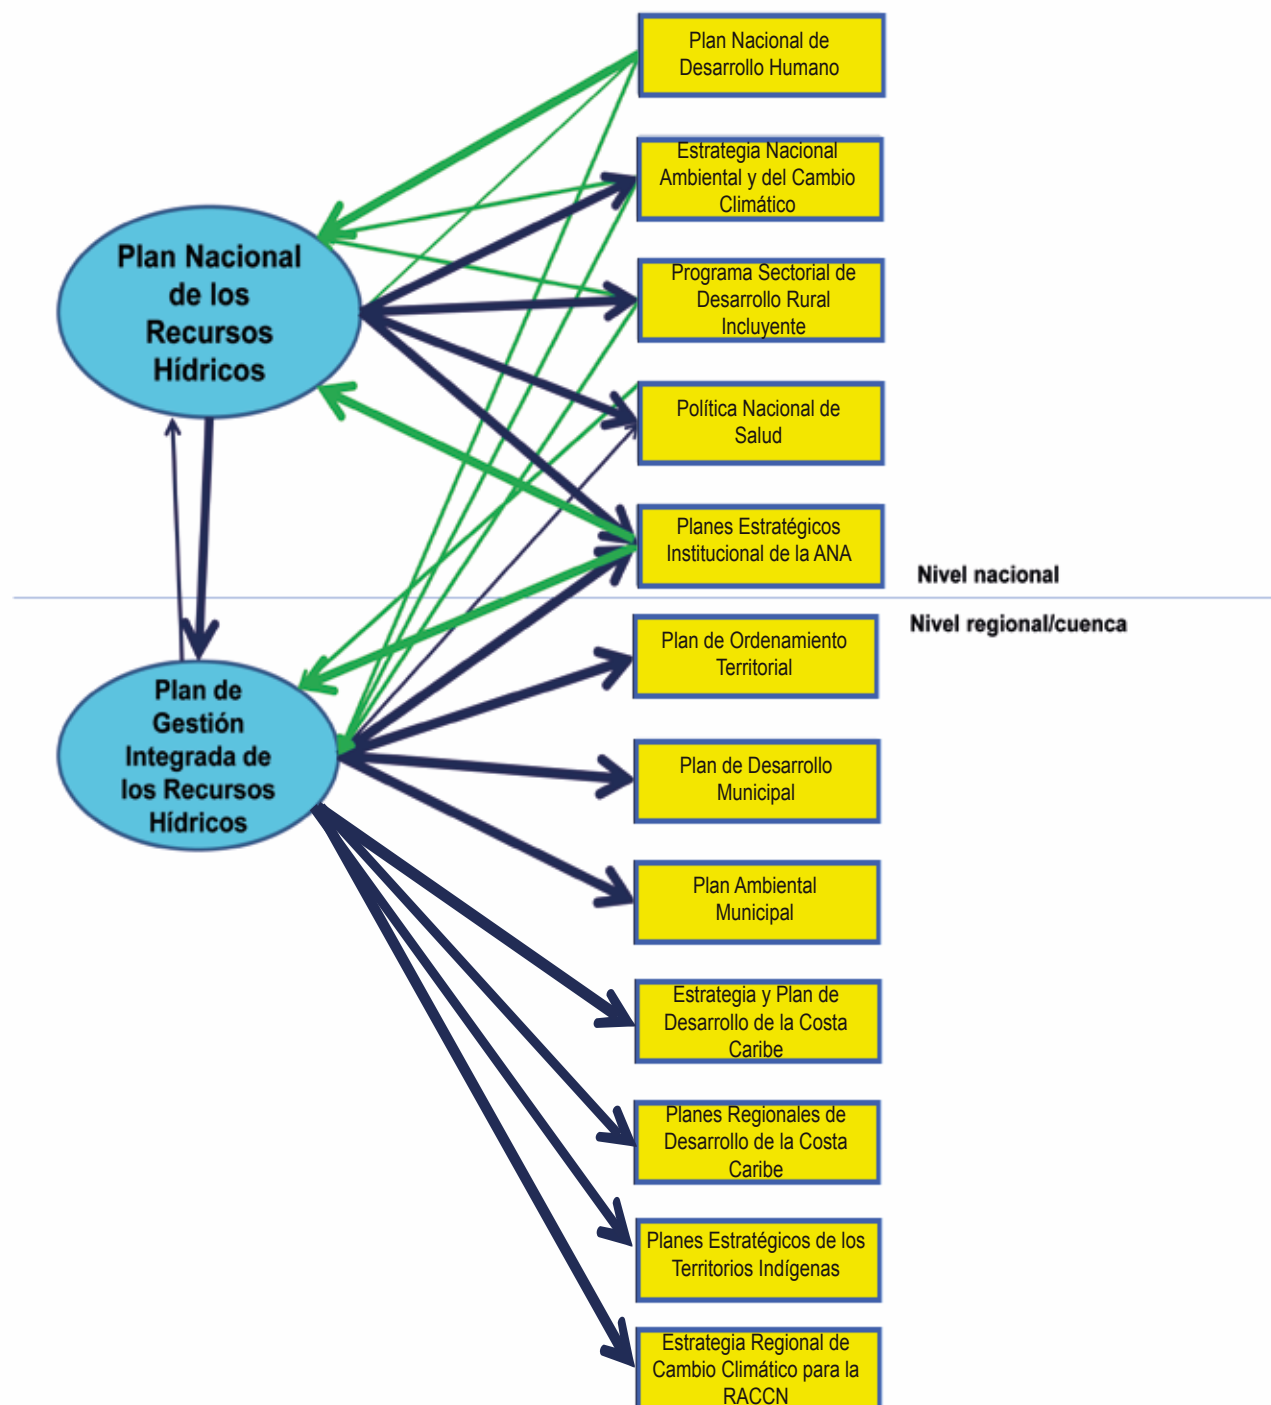 Plan Nacional de
Desarrollo Humano
Estrategia Nacional
Ambiental y del Cambio
Climático
Plan Nacional
de los
Recursos
Hídricos
Programa Sectorial de
Desarrollo Rural
Incluyente
Política Nacional de
Salud
Planes Estratégicos
Institucional de la ANA
Nivel nacional
Nivel regional/cuenca
Plan de Ordenamiento
Territorial
Plan de
Gestión
Integrada de
los Recursos
Hídricos
Plan de Desarrollo
Municipal
Plan Ambiental
Municipal
Estrategia y Plan de
Desarrollo de la Costa
Caribe
Planes Regionales de
Desarrollo de la Costa
Caribe
Planes Estratégicos de los
Territorios Indígenas
Estrategia Regional de
Cambio Climático para la
RACCN